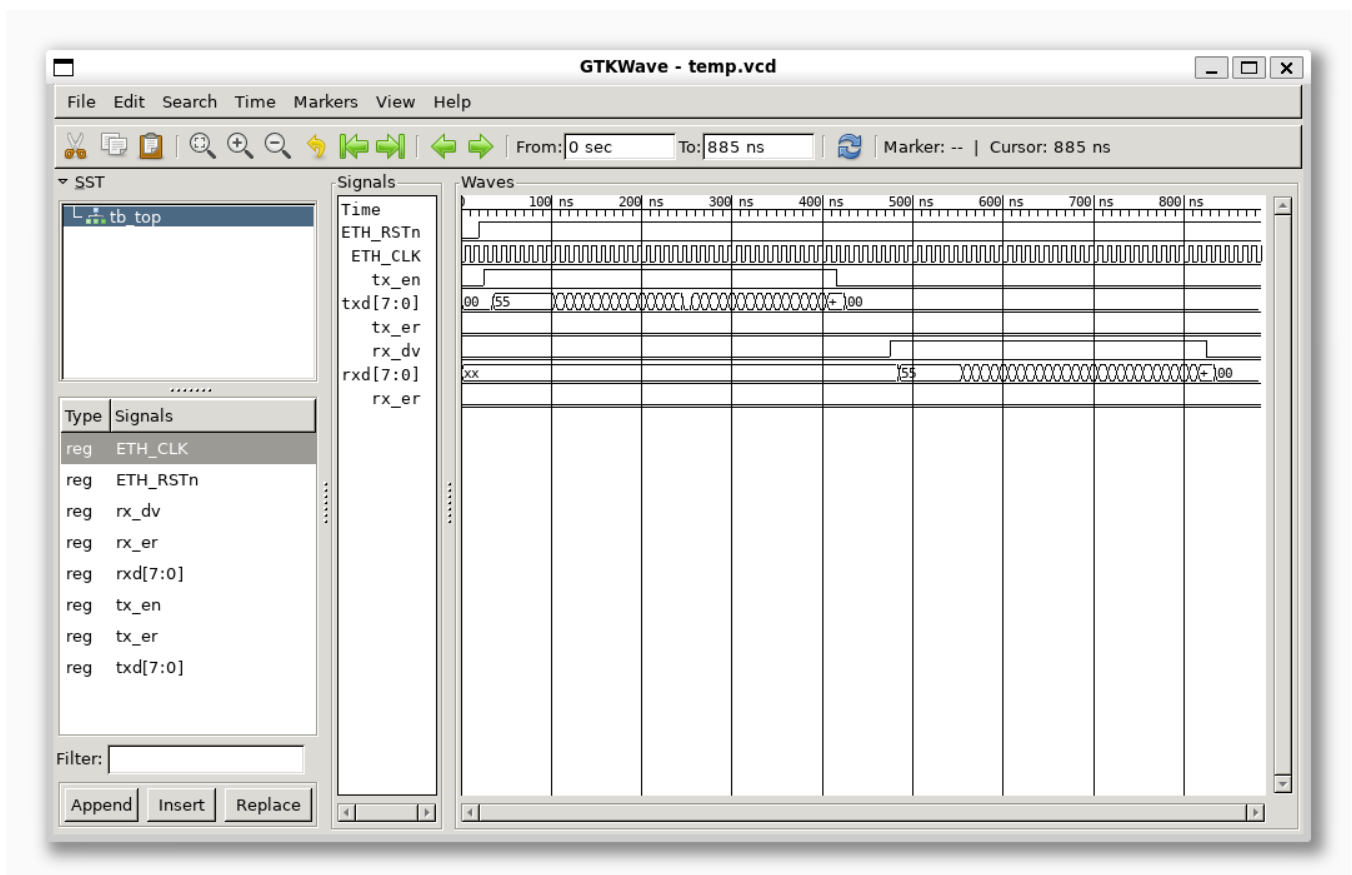 GTKWave - temp.vcd
File Edit Search Time Markers View Help
From: 0 sec To: 885 ns Marker: -- | Cursor: 885 ns
SST
tb_top
Type Signals
reg ETH_CLK
reg ETH_RSTn
reg rx_dv
reg rx_er
reg rxd[7:0]
reg tx_en
reg tx_er
reg txd[7:0]
Filter:
Append Insert Replace
Signals
Time
ETH_RSTn
ETH_CLK
tx_en
txd[7:0]
tx_er
rx_dv
rxd[7:0]
rx_er
Waves
100 ns 200 ns 300 ns 400 ns 500 ns 600 ns 700 ns 800 ns
00 55 + 00
xx 55 + 00